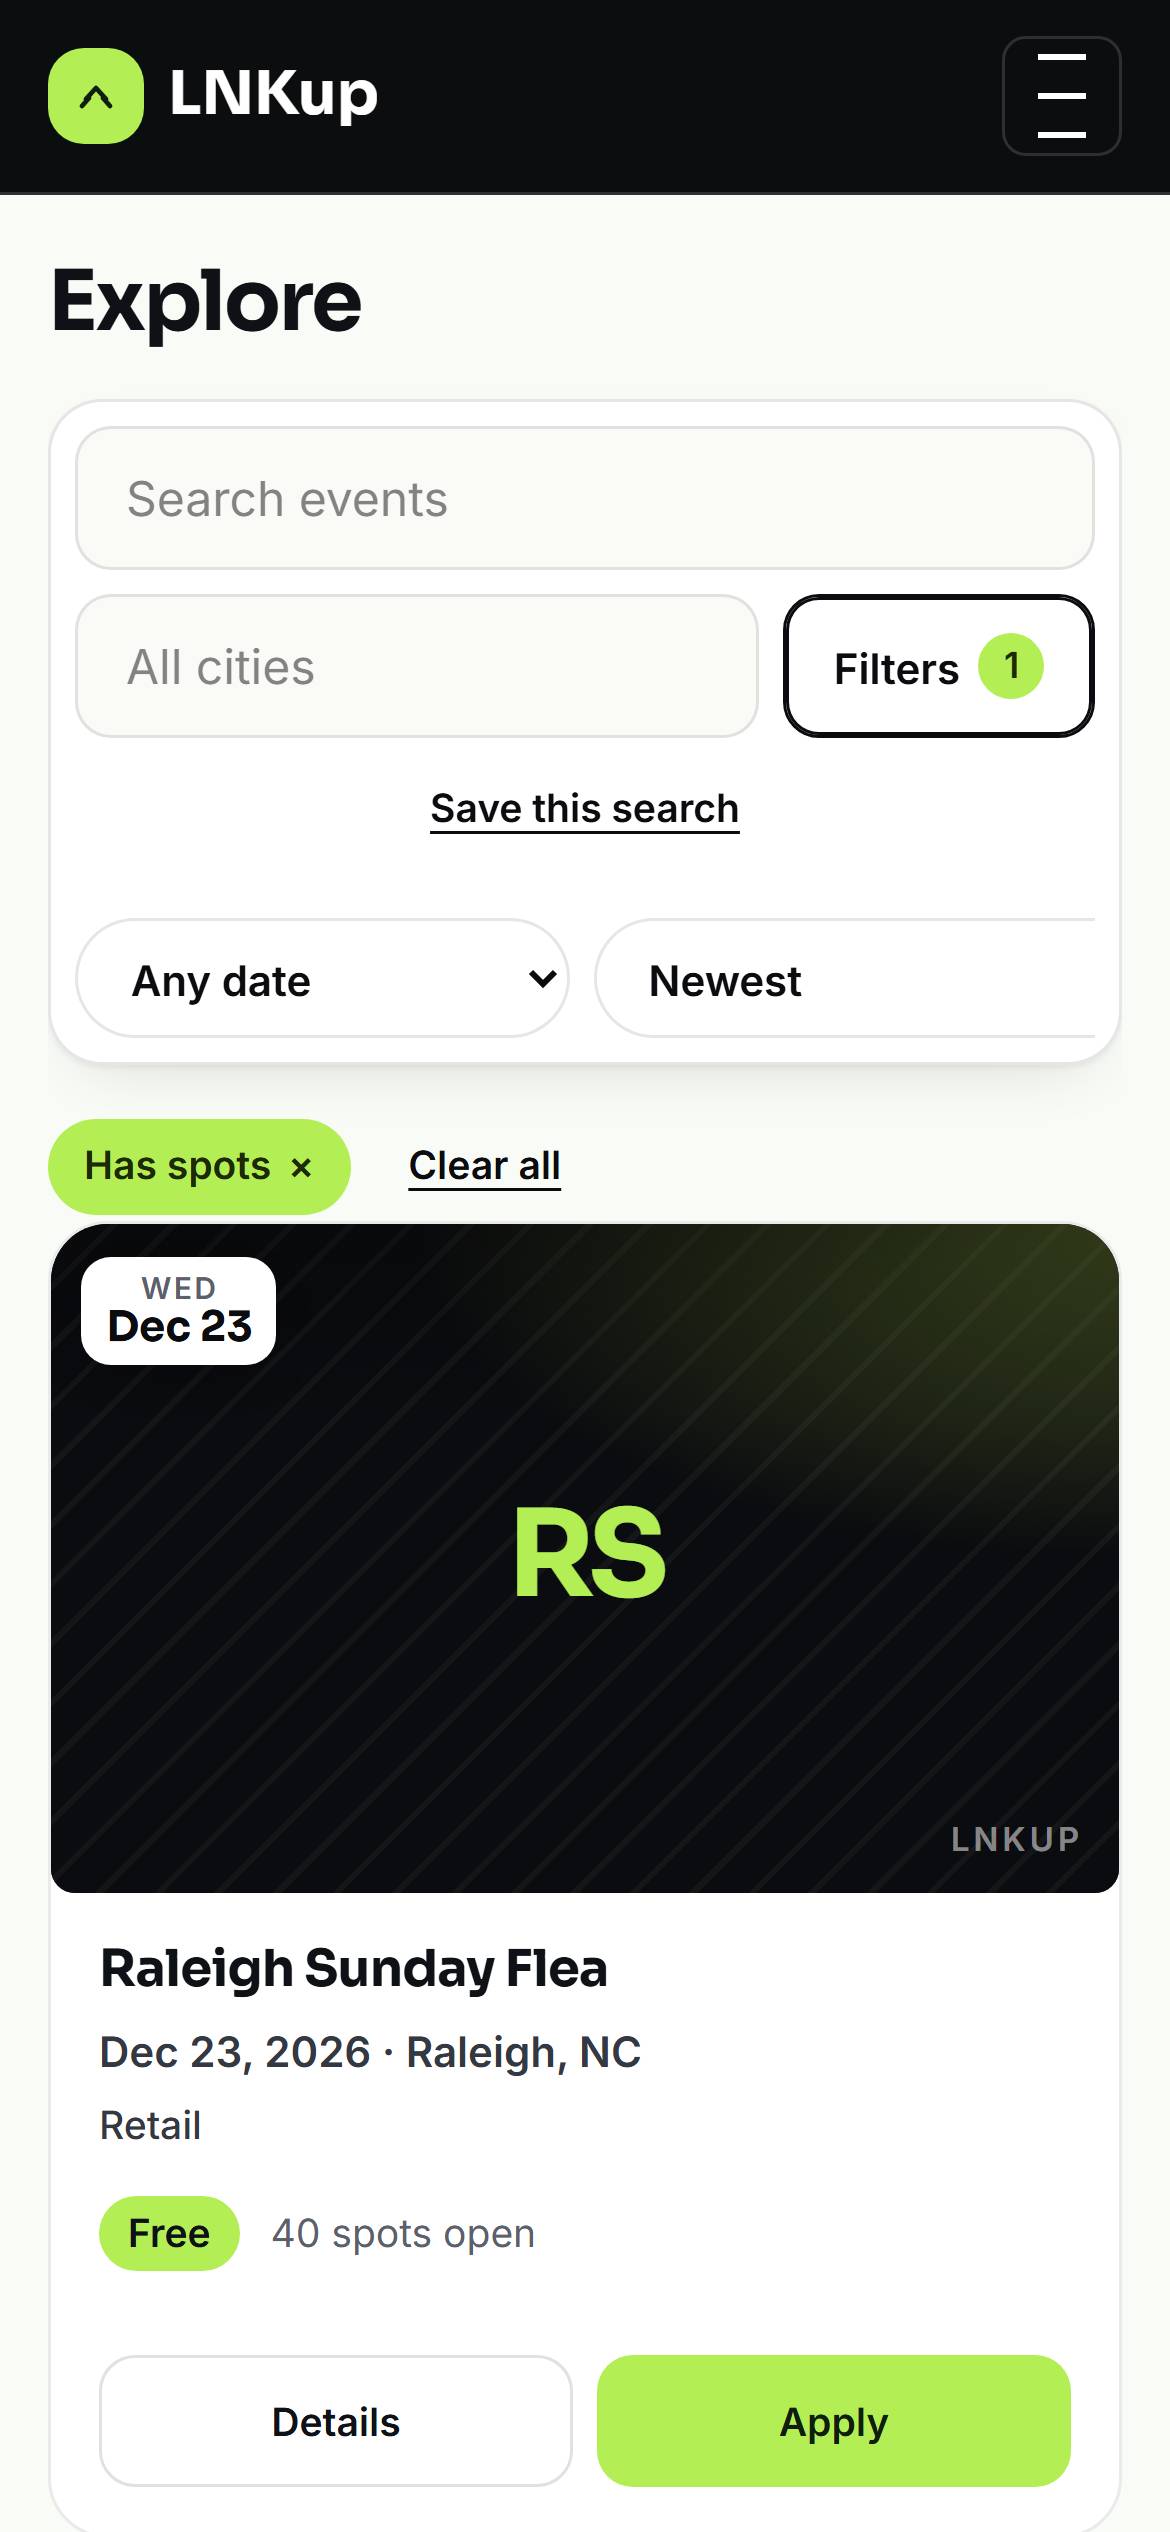 LNKup
Explore
Search events
All cities
Filters 1
Save this search
Any date
Newest
Has spots ×
Clear all
WED
Dec 23
RS
LNKUP
Raleigh Sunday Flea
Dec 23, 2026 · Raleigh, NC
Retail
Free
40 spots open
Details
Apply